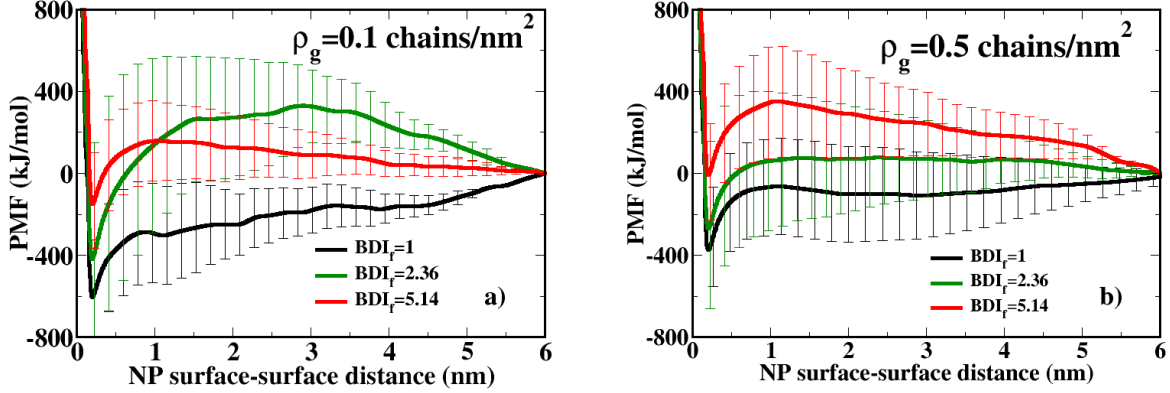 800
400
0
-400
-800
PMF (kJ/mol)
ρg=0.1 chains/nm²
BDIf=1
BDIf=2.36
BDIf=5.14
a)
0 1 2 3 4 5 6
NP surface-surface distance (nm)
800
400
0
-400
-800
PMF (kJ/mol)
ρg=0.5 chains/nm²
BDIf=1
BDIf=2.36
BDIf=5.14
b)
0 1 2 3 4 5 6
NP surface-surface distance (nm)